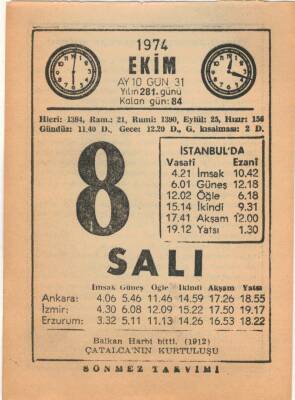 1974
EKİM
AY 10 GÜN 31
Yılın 281. günü
Kalan gün: 84
Hicri: 1394, Ram.: 21, Rumi: 1390, Eylül: 25, Hızır: 156
Gündüz: 11.40 D., Gece: 12.20 D., G. kısalması: 2 D.
8
İSTANBUL'DA
Vasatî Ezanî
4.21 İmsak 10.42
6.01 Güneş 12.18
12.02 Öğle 6.18
15.14 İkindi 9.31
17.41 Akşam 12.00
19.12 Yatsı 1.30
SALI
İmsak Güneş Öğle İkindi Akşam Yatsı
Ankara: 4.06 5.46 11.46 14.59 17.26 18.55
İzmir: 4.30 6.08 12.09 15.22 17.50 19.17
Erzurum: 3.32 5.11 11.13 14.26 16.53 18.22
Balkan Harbi bitti. (1912)
ÇATALCA'NIN KURTULUŞU
SÖNMEZ TAKVİMİ